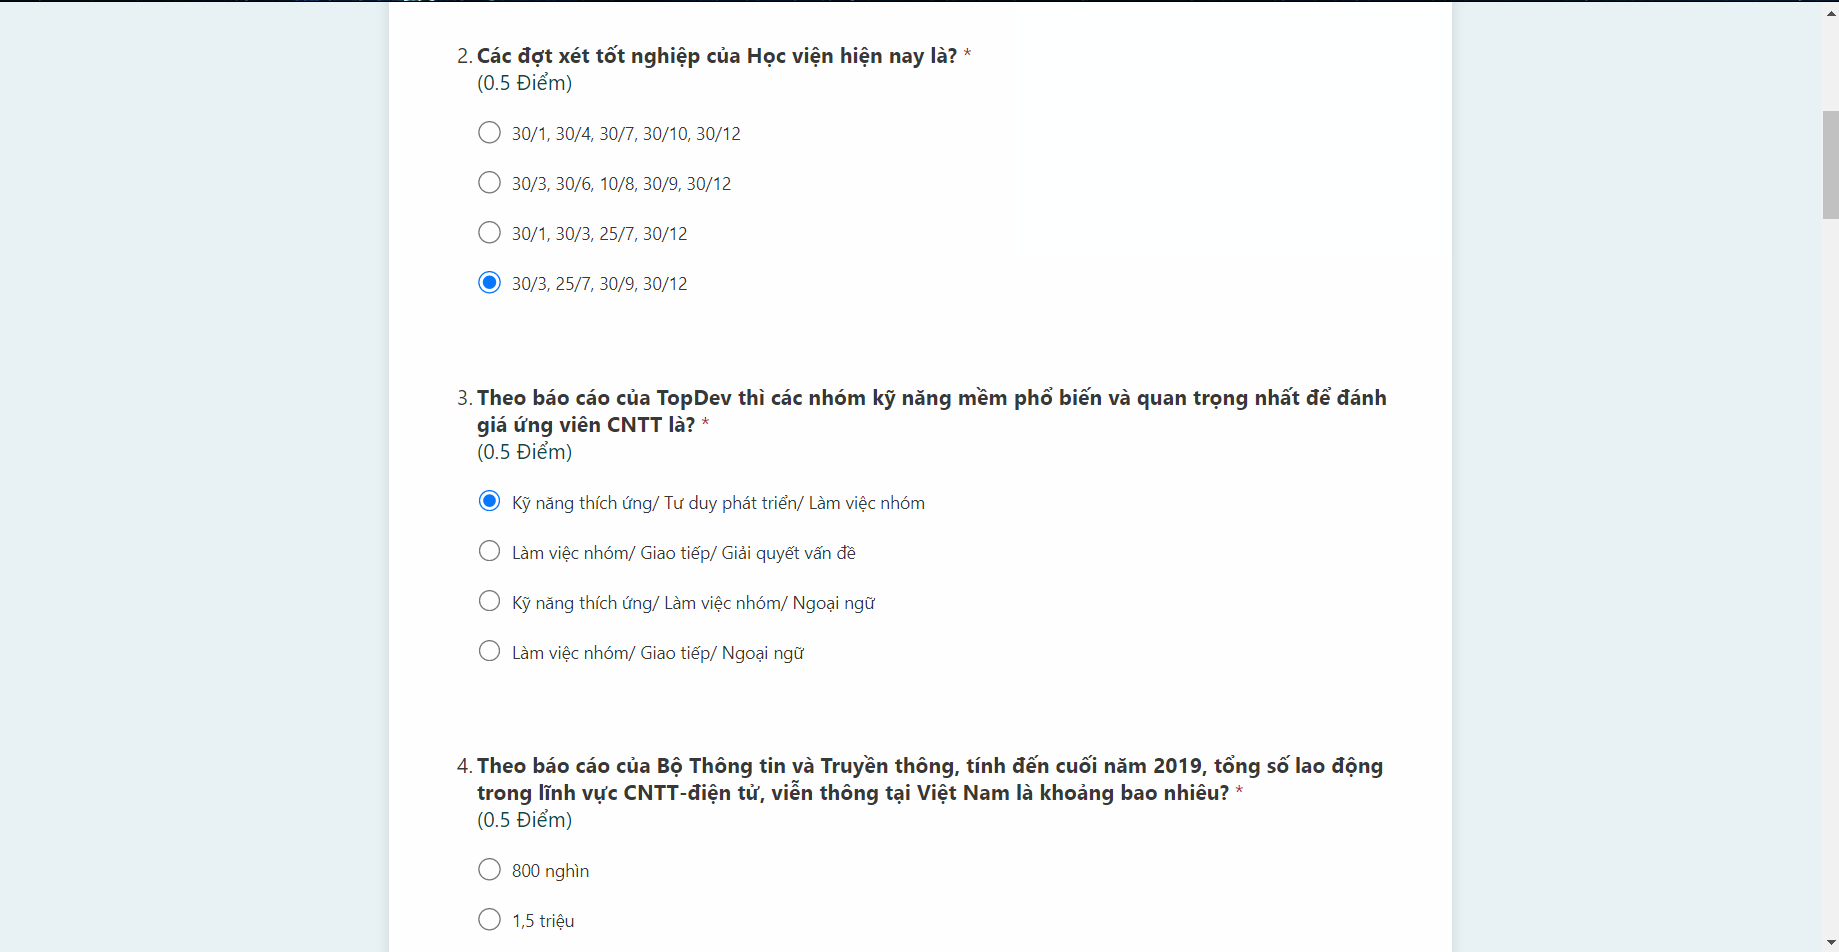 2. Các đợt xét tốt nghiệp của Học viện hiện nay là? *
(0.5 Điểm)
30/1, 30/4, 30/7, 30/10, 30/12
30/3, 30/6, 10/8, 30/9, 30/12
30/1, 30/3, 25/7, 30/12
30/3, 25/7, 30/9, 30/12
3. Theo báo cáo của TopDev thì các nhóm kỹ năng mềm phổ biến và quan trọng nhất để đánh
giá ứng viên CNTT là? *
(0.5 Điểm)
Kỹ năng thích ứng/ Tư duy phát triển/ Làm việc nhóm
Làm việc nhóm/ Giao tiếp/ Giải quyết vấn đề
Kỹ năng thích ứng/ Làm việc nhóm/ Ngoại ngữ
Làm việc nhóm/ Giao tiếp/ Ngoại ngữ
4. Theo báo cáo của Bộ Thông tin và Truyền thông, tính đến cuối năm 2019, tổng số lao động
trong lĩnh vực CNTT-điện tử, viễn thông tại Việt Nam là khoảng bao nhiêu? *
(0.5 Điểm)
800 nghìn
1,5 triệu